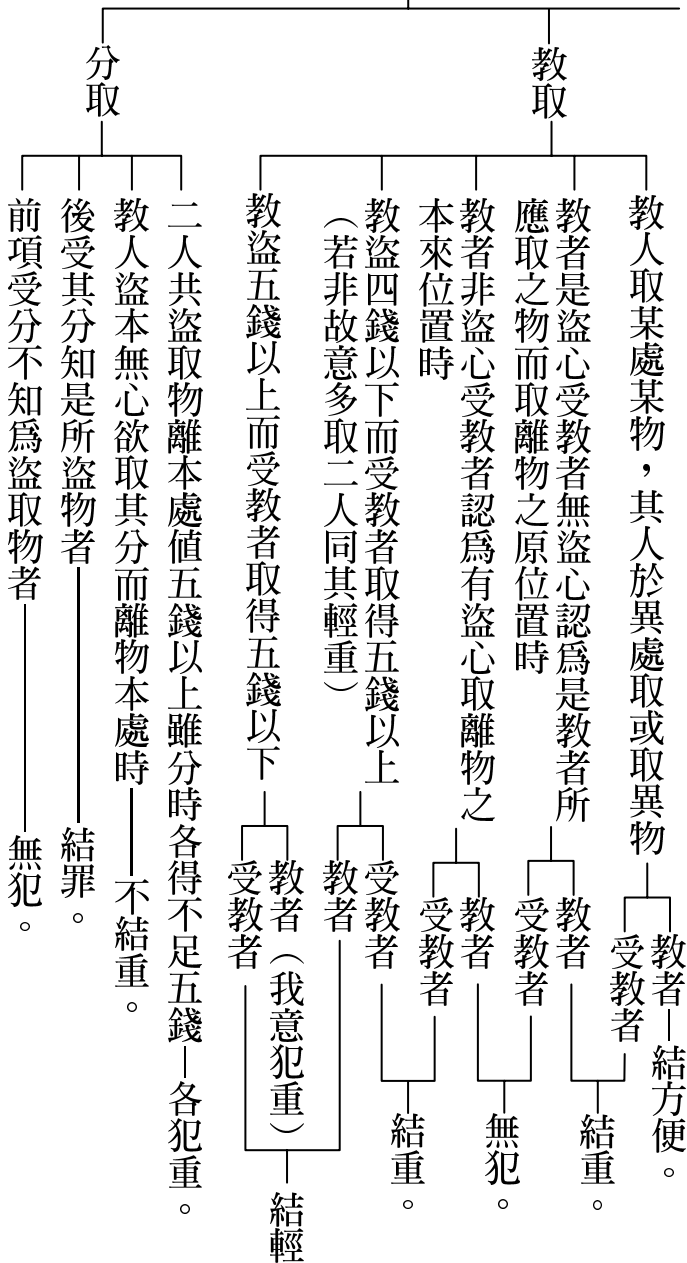 教取
教人取某處某物，其人於異處取或取異物
教者
結方便。
受教者
教者是盜心受教者無盜心認爲是教者所
應取之物而取離物之原位置時
教者
結重。
受教者
教者非盜心受教者認爲有盜心取離物之
本來位置時
教者
無犯。
受教者
教盜四錢以下而受教者取得五錢以上
（若非故意多取二人同其輕重）
受教者
結重。
教者
教盜五錢以上而受教者取得五錢以下
教者（我意犯重）
受教者
結輕
分取
二人共盜取物離本處值五錢以上雖分時各得不足五錢
各犯重。
教人盜本無心欲取其分而離物本處時
不結重。
後受其分知是所盜物者
結罪。
前項受分不知爲盜取物者
無犯。